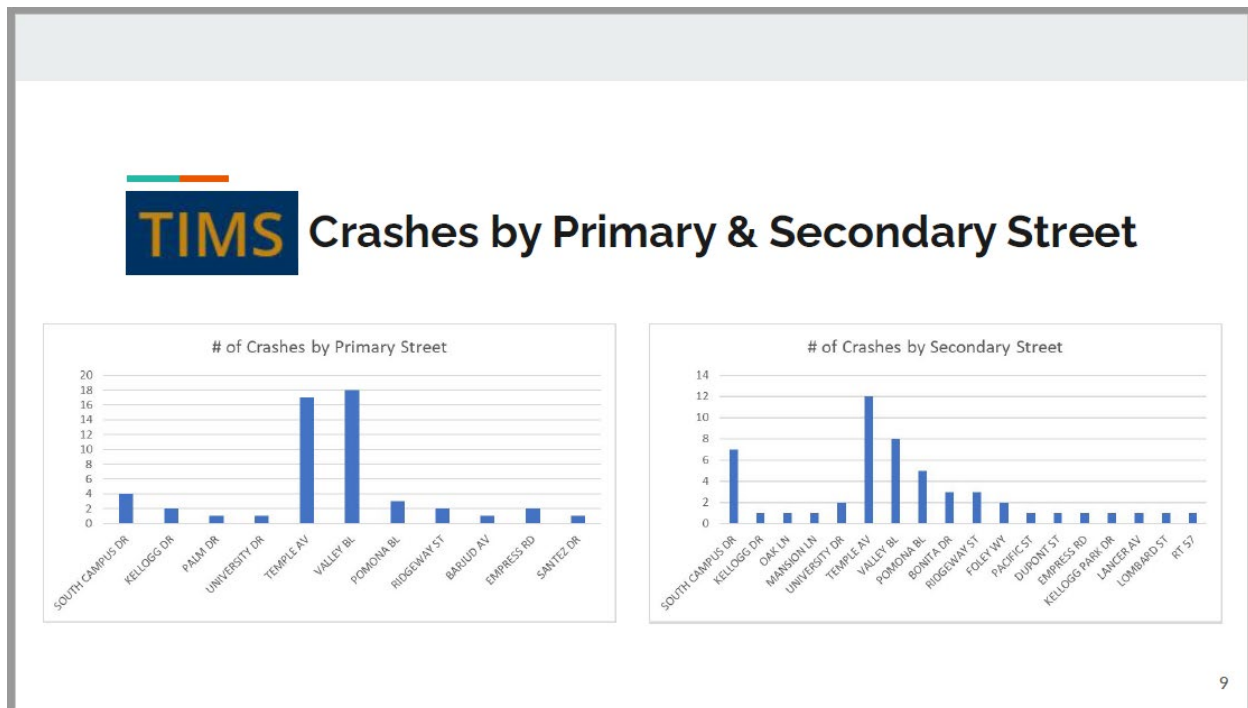 TIMS Crashes by Primary & Secondary Street
# of Crashes by Primary Street
20
18
16
14
12
10
8
6
4
2
0
SOUTH CAMPUS DR
KELLOGG DR
PALM DR
UNIVERSITY DR
TEMPLE AV
VALLEY BL
POMONA BL
RIDGEWAY ST
BARJUD AV
EMPRESS RD
SANTEZ DR
# of Crashes by Secondary Street
14
12
10
8
6
4
2
0
SOUTH CAMPUS DR
KELLOGG DR
OAK LN
MANSION LN
UNIVERSITY DR
TEMPLE AV
VALLEY BL
POMONA BL
BONITA DR
RIDGEWAY ST
FOLEY WY
PACIFIC ST
DUPONT ST
EMPRESS RD
KELLOGG PARK DR
LANCER AV
LOMBARD ST
RT 57
9